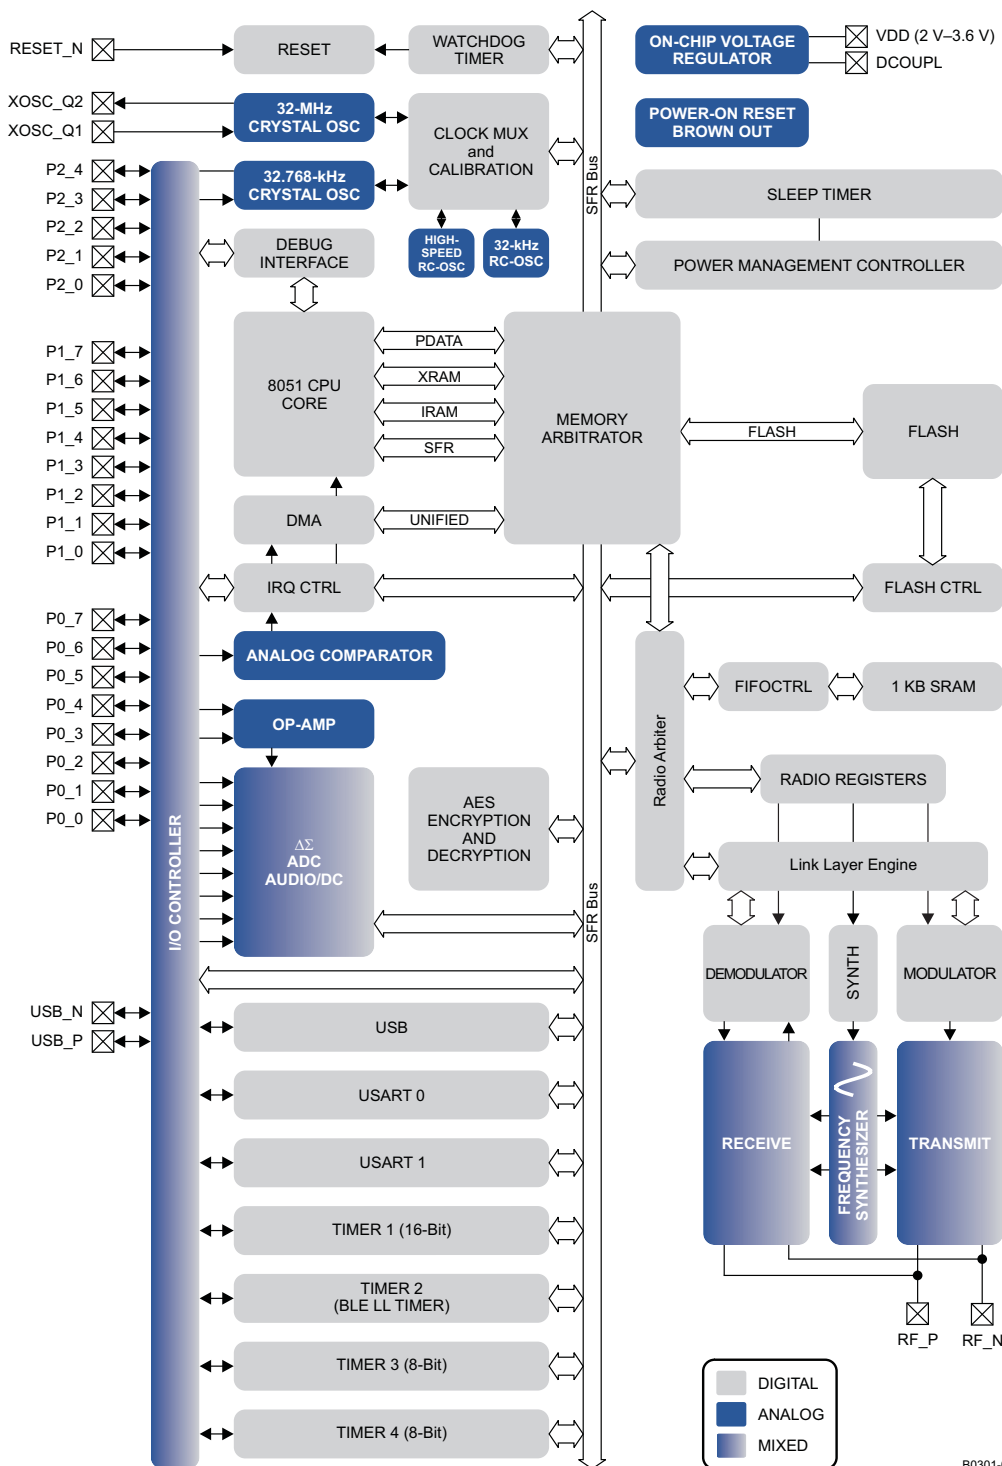 RESET_N
RESET
WATCHDOG
TIMER
ON-CHIP VOLTAGE
REGULATOR
VDD (2 V–3.6 V)
DCOUPL
XOSC_Q2
XOSC_Q1
32-MHz
CRYSTAL OSC
CLOCK MUX
and
CALIBRATION
SFR Bus
POWER-ON RESET
BROWN OUT
P2_4
P2_3
P2_2
P2_1
P2_0
32.768-kHz
CRYSTAL OSC
SLEEP TIMER
DEBUG
INTERFACE
HIGH-
SPEED
RC-OSC
32-kHz
RC-OSC
POWER MANAGEMENT CONTROLLER
P1_7
P1_6
P1_5
P1_4
P1_3
P1_2
P1_1
P1_0
8051 CPU
CORE
PDATA
XRAM
IRAM
SFR
MEMORY
ARBITRATOR
FLASH
FLASH
DMA
UNIFIED
IRQ CTRL
FLASH CTRL
P0_7
P0_6
P0_5
P0_4
P0_3
P0_2
P0_1
P0_0
ANALOG COMPARATOR
OP-AMP
Radio Arbiter
FIFOCTRL
1 KB SRAM
RADIO REGISTERS
I/O CONTROLLER
ΔΣ
ADC
AUDIO/DC
AES
ENCRYPTION
AND
DECRYPTION
Link Layer Engine
SFR Bus
DEMODULATOR
SYNTH
MODULATOR
USB_N
USB_P
USB
USART 0
USART 1
TIMER 1 (16-Bit)
TIMER 2
(BLE LL TIMER)
TIMER 3 (8-Bit)
TIMER 4 (8-Bit)
RECEIVE
FREQUENCY
SYNTHESIZER
TRANSMIT
RF_P
RF_N
DIGITAL
ANALOG
MIXED